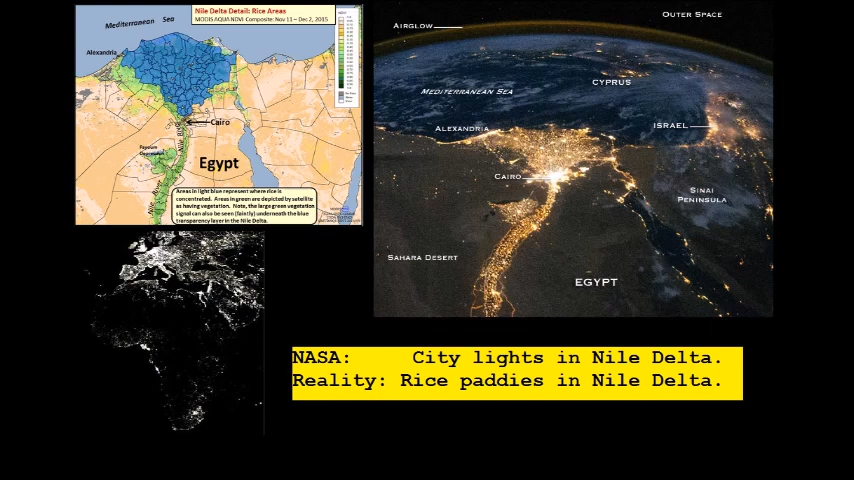 Mediterranean Sea
Nile Delta Detail: Rice Areas
MODIS AQUA NDVI Composite: Nov 11 – Dec 2, 2015
Alexandria
Cairo
Nile River
Fayoum
Depression
Egypt
Areas in light blue represent where rice is
concentrated. Areas in green are depicted by satellite
as having vegetation. Note, the large green vegetation
signal can also be seen (faintly) underneath the blue
transparency layer in the Nile Delta.
AIRGLOW
OUTER SPACE
CYPRUS
MEDITERRANEAN SEA
ALEXANDRIA
ISRAEL
CAIRO
SINAI
PENINSULA
SAHARA DESERT
EGYPT
NASA: City lights in Nile Delta.
Reality: Rice paddies in Nile Delta.